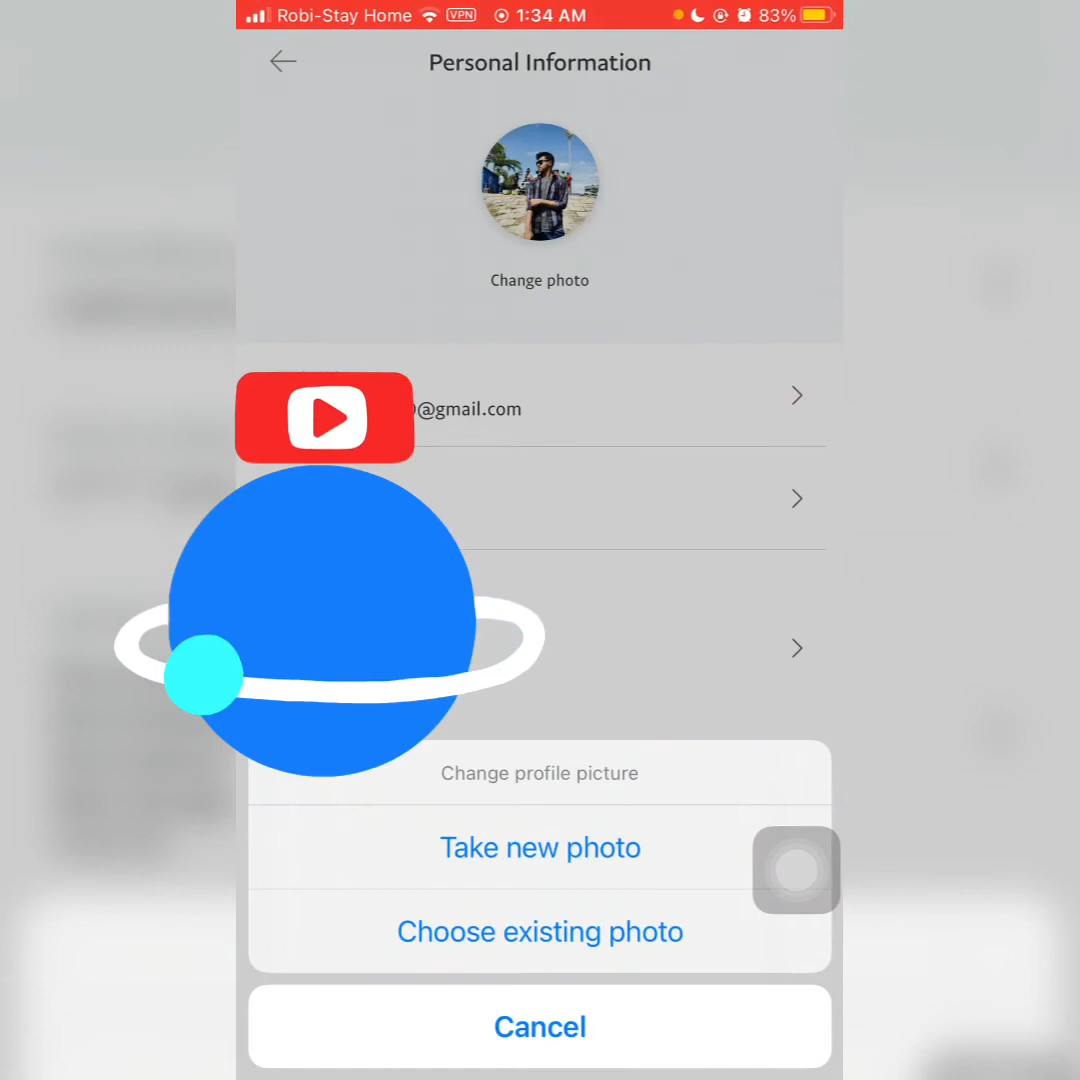 Robi-Stay Home VPN 1:34 AM 83%
Personal Information
Change photo
@gmail.com
Change profile picture
Take new photo
Choose existing photo
Cancel